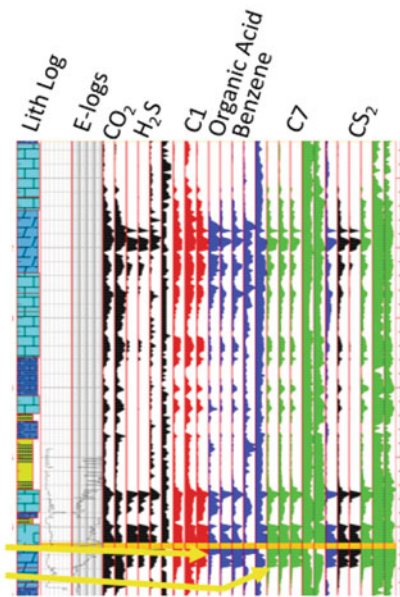 Lith Log
E-logs
CO₂
H₂S
C1
Organic Acid
Benzene
C7
CS₂